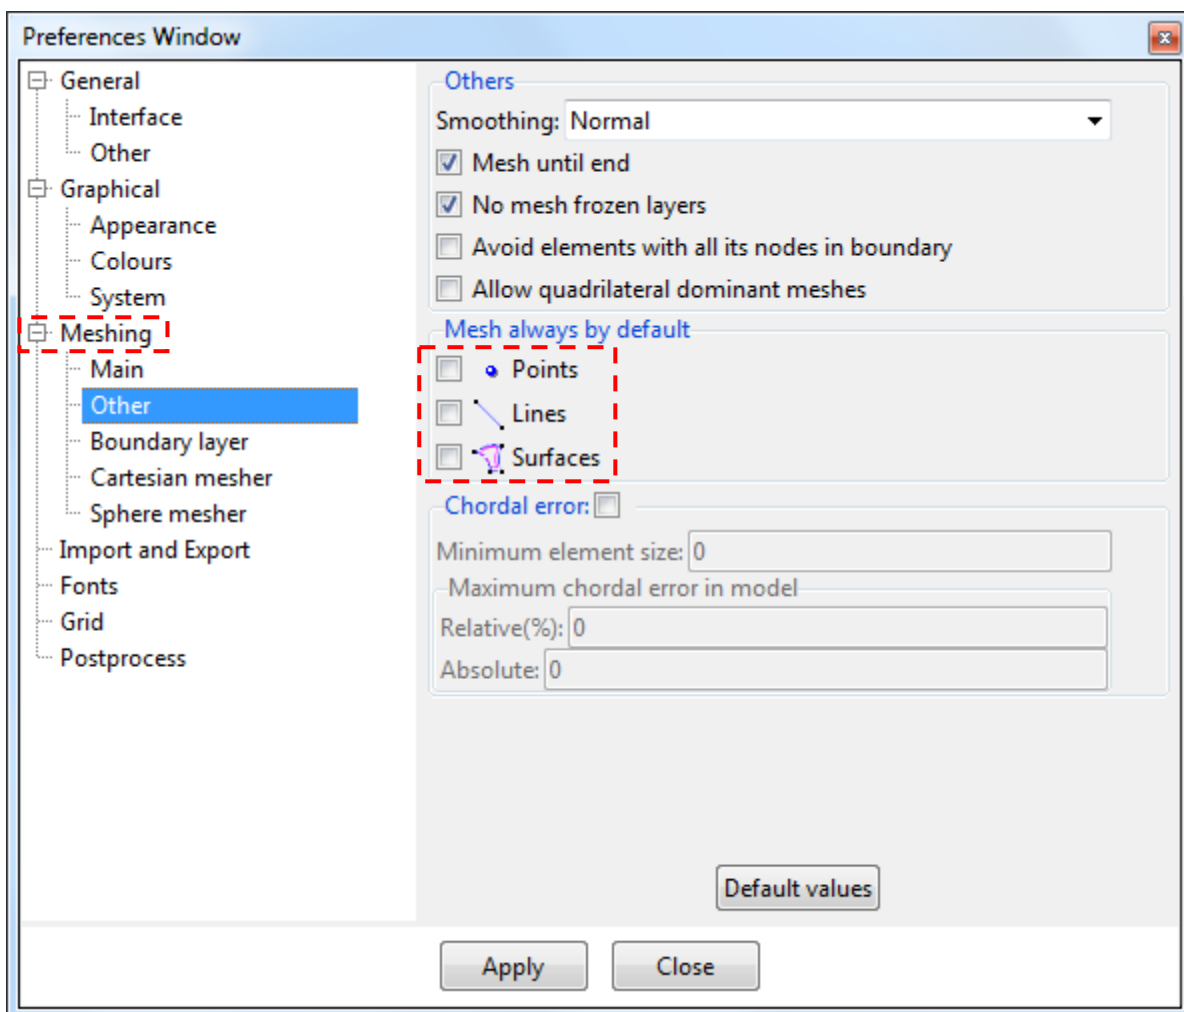 Preferences Window
General
Interface
Other
Graphical
Appearance
Colours
System
Meshing
Main
Other
Boundary layer
Cartesian mesher
Sphere mesher
Import and Export
Fonts
Grid
Postprocess
Others
Smoothing: Normal
Mesh until end
No mesh frozen layers
Avoid elements with all its nodes in boundary
Allow quadrilateral dominant meshes
Mesh always by default
Points
Lines
Surfaces
Chordal error:
Minimum element size: 0
Maximum chordal error in model
Relative(%): 0
Absolute: 0
Default values
Apply Close